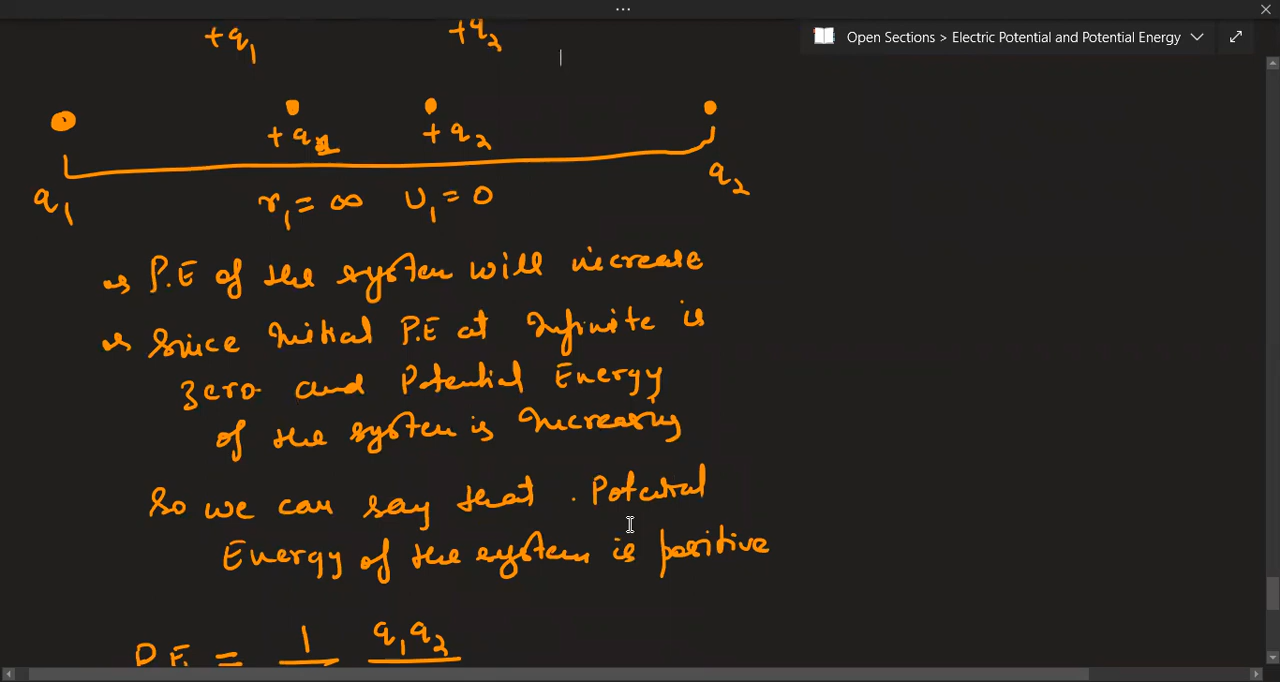 ...
Open Sections > Electric Potential and Potential Energy
+q1 +q2
+q1 +q2
q1 r1 = ∞ U1 = 0 q2
P.E of the system will increase
Since initial P.E at Infinite is
zero and Potential Energy
of the system is Increasing
So we can say that . Potential
Energy of the system is positive
P.E = 1 q1q2